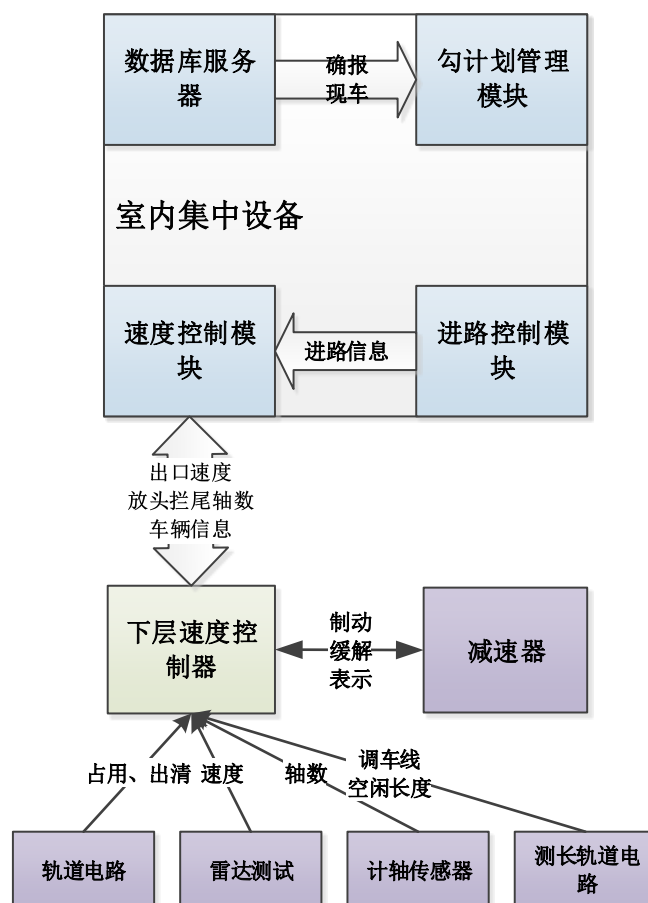 数据库服务
器
确报
现车
勾计划管理
模块
室内集中设备
速度控制模
块
进路信息
进路控制模
块
出口速度
放头拦尾轴数
车辆信息
下层速度控
制器
制动
缓解
表示
减速器
占用、出清
速度
轴数
调车线
空闲长度
轨道电路
雷达测试
计轴传感器
测长轨道电
路